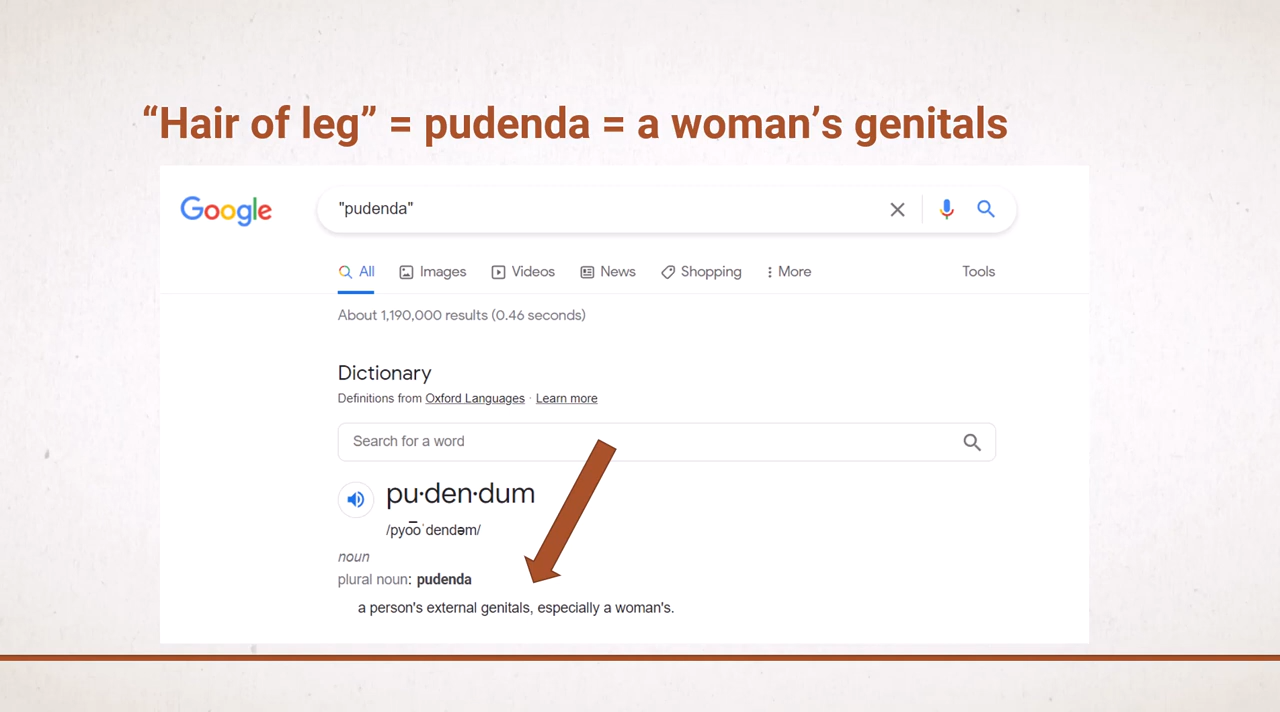 “Hair of leg” = pudenda = a woman’s genitals
Google
"pudenda"
All Images Videos News Shopping More Tools
About 1,190,000 results (0.46 seconds)
Dictionary
Definitions from Oxford Languages · Learn more
Search for a word
pu·den·dum
/pyo͞oˈdendəm/
noun
plural noun: pudenda
a person's external genitals, especially a woman's.